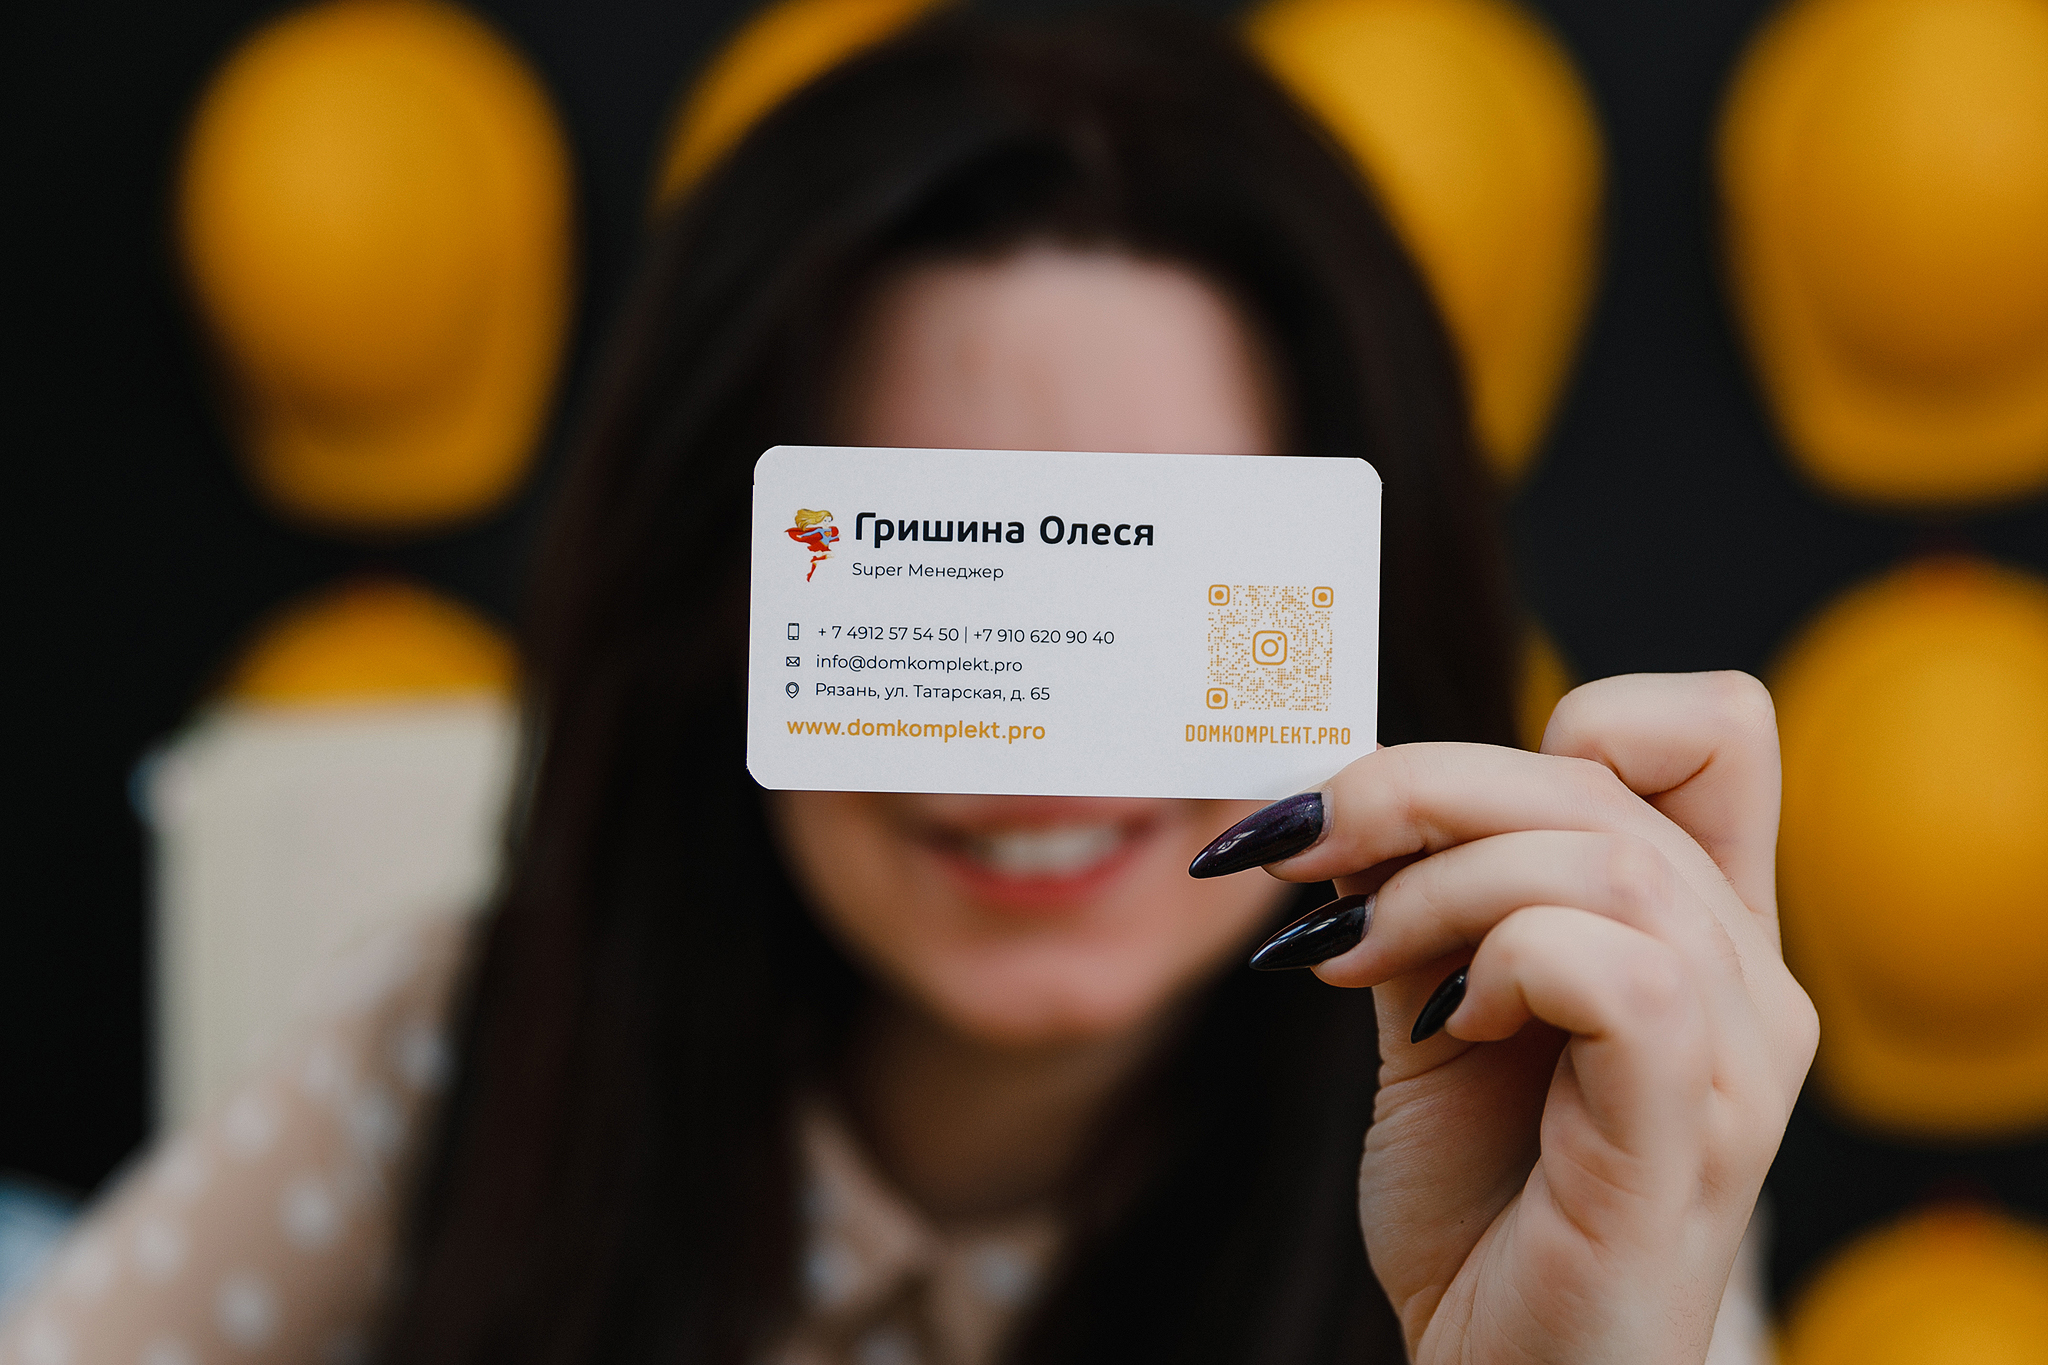 Гришина Олеся
Super Менеджер
+ 7 4912 57 54 50 | +7 910 620 90 40
info@domkomplekt.pro
Рязань, ул. Татарская, д. 65
www.domkomplekt.pro
DOMKOMPLEKT.PRO